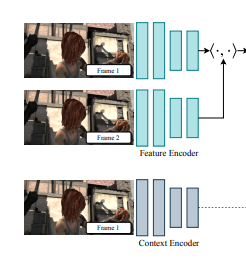 Frame 1
⟨·, ·⟩
Frame 2
Feature Encoder
Frame 1
Context Encoder